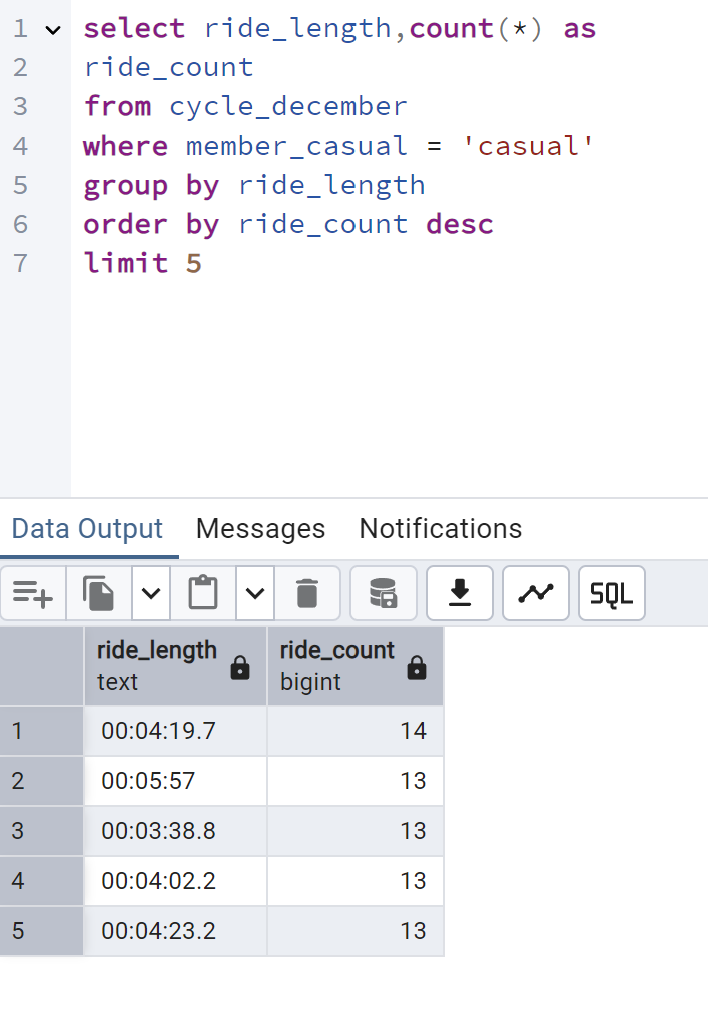 1 select ride_length,count(*) as
2 ride_count
3 from cycle_december
4 where member_casual = 'casual'
5 group by ride_length
6 order by ride_count desc
7 limit 5
Data Output Messages Notifications
SQL
ride_length ride_count
text bigint
1 00:04:19.7 14
2 00:05:57 13
3 00:03:38.8 13
4 00:04:02.2 13
5 00:04:23.2 13